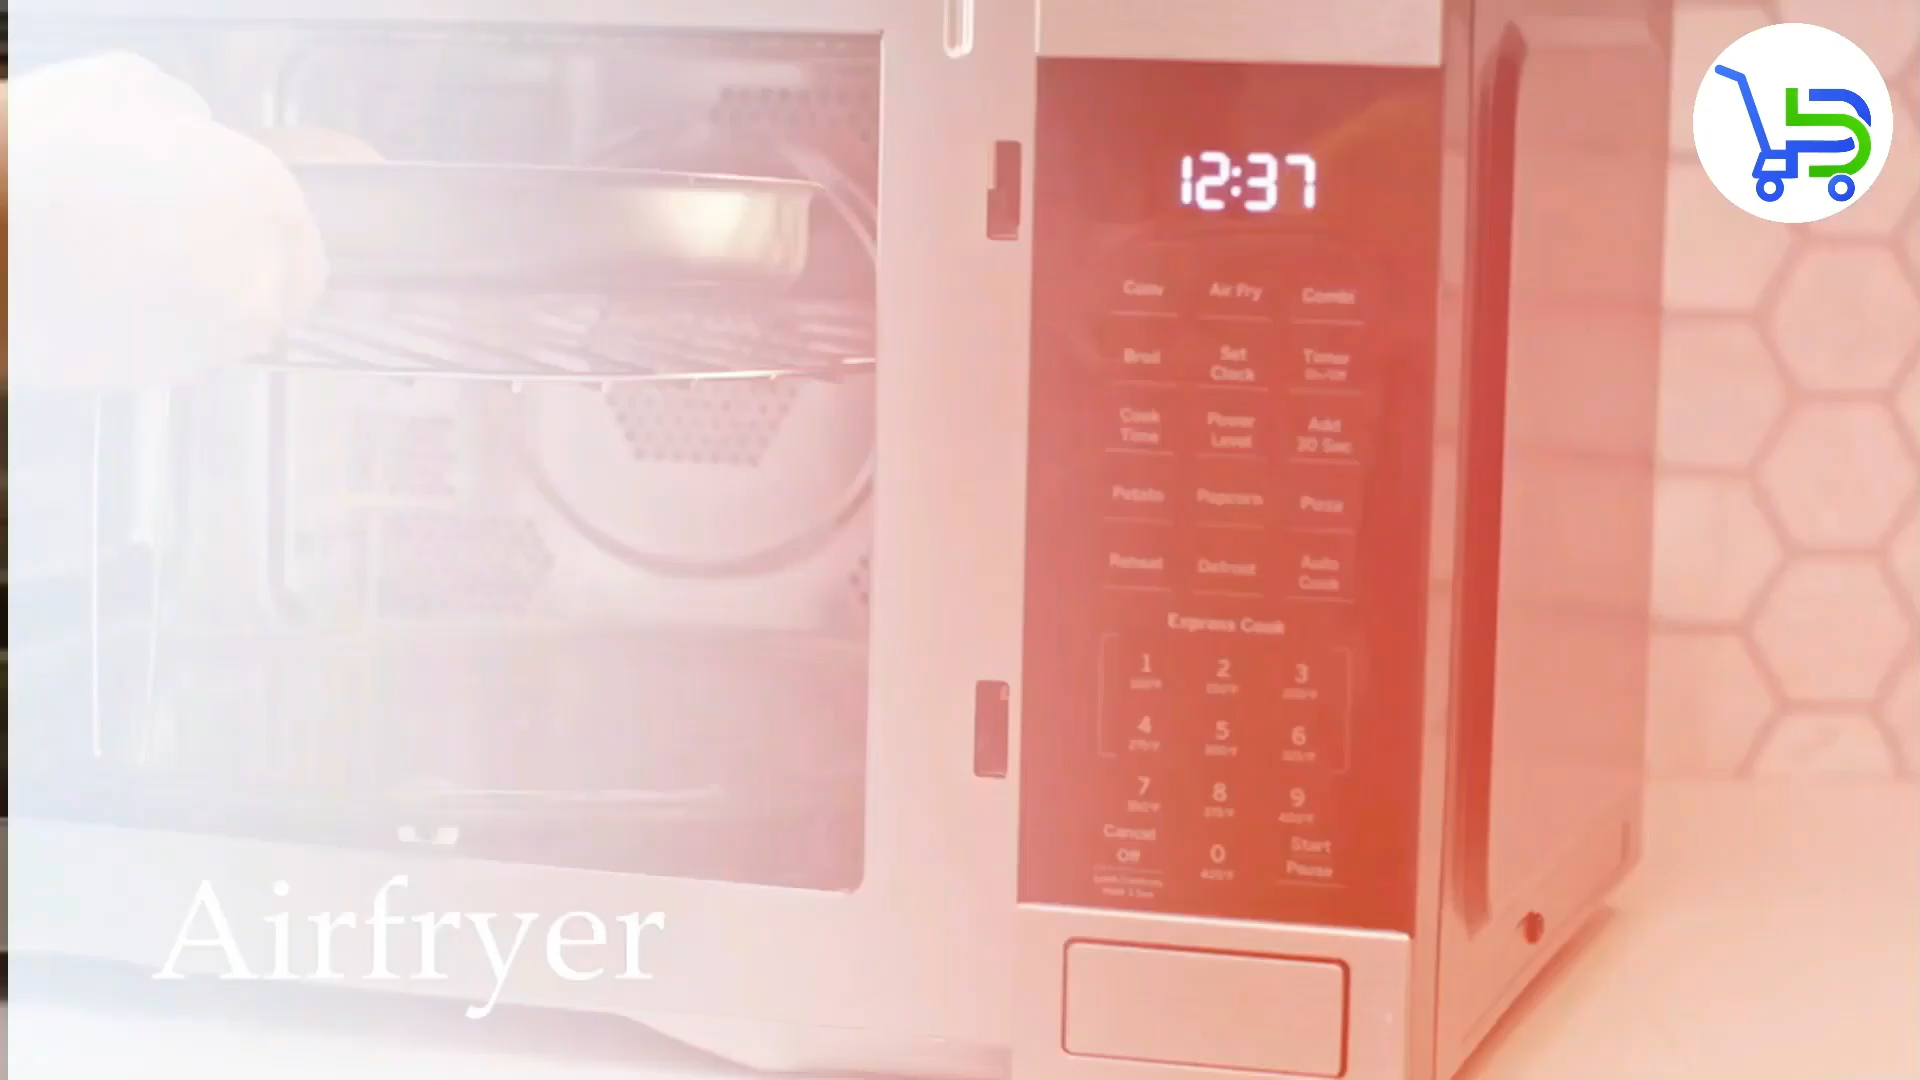 12:37
Conv Air Fry Combi
Broil Set Clock Timer On/Off
Cook Time Power Level Add 30 Sec
Potato Popcorn Pizza
Reheat Defrost Auto Cook
Express Cook
1 2 3
4 5 6
7 8 9
Cancel Off 0 Start Pause
Airfryer